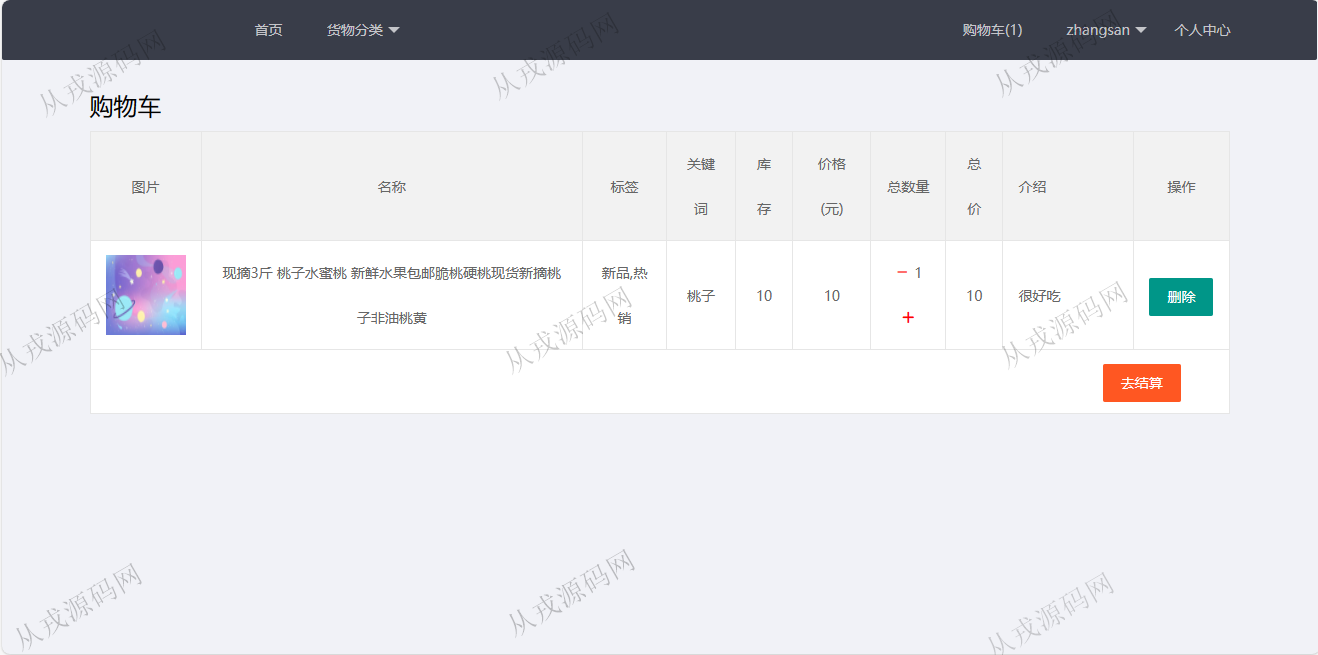 首页 货物分类 购物车(1) zhangsan 个人中心
购物车
图片 名称 标签 关键词 库存 价格(元) 总数量 总价 介绍 操作
现摘3斤 桃子水蜜桃 新鲜水果包邮脆桃硬桃现货新摘桃
子非油桃黄
新品,热
销
桃子 10 10
− 1
+
10 很好吃 删除
去结算
从戎源码网
从戎源码网
从戎源码网
从戎源码网
从戎源码网
从戎源码网
从戎源码网
从戎源码网
从戎源码网